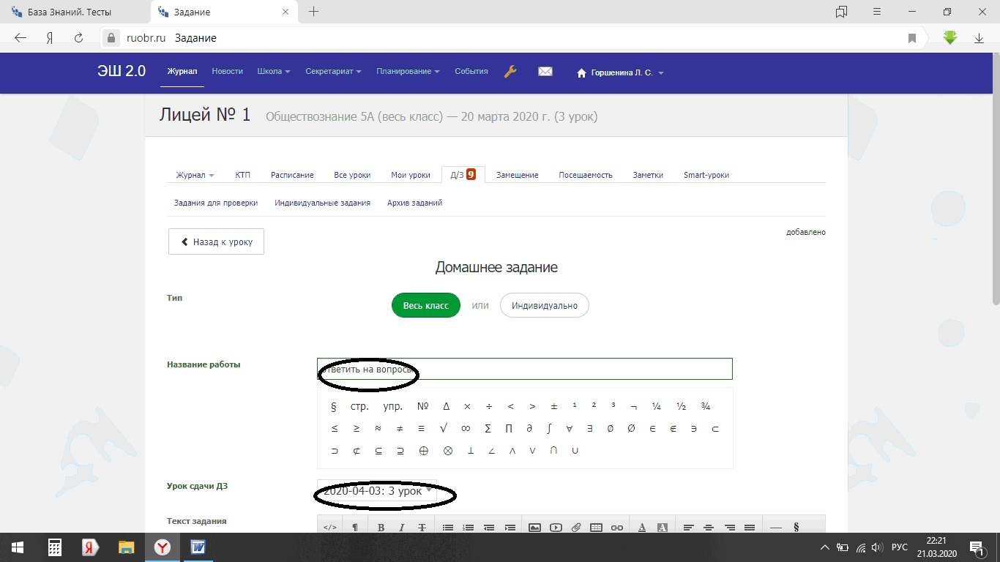 База Знаний. Тесты
Задание
ruobr.ru Задание
ЭШ 2.0 Журнал Новости Школа Секретариат Планирование События Горшенина Л. С.
Лицей № 1 Обществознание 5А (весь класс) — 20 марта 2020 г. (3 урок)
Журнал КТП Расписание Все уроки Мои уроки Д/З 9 Замещение Посещаемость Заметки Smart-уроки
Задания для проверки Индивидуальные задания Архив заданий
добавлено
Назад к уроку
Домашнее задание
Тип Весь класс или Индивидуально
Название работы Ответить на вопросы
§ стр. упр. № Δ × ÷ < > ± ¹ ² ³ ¬ ¼ ½ ¾
≤ ≥ ≈ ≠ ≡ √ ∞ ∑ ∏ ∂ ∫ ∀ ∃ ∅ Ø ∈ ∉ ∋ ⊂
⊃ ⊄ ⊆ ⊇ ⊕ ⊗ ⊥ ∠ ∧ ∨ ∩ ∪
Урок сдачи ДЗ 2020-04-03: 3 урок
Текст задания </> ¶ B I T A A — §
Я Y W РУС 22:21
21.03.2020 1